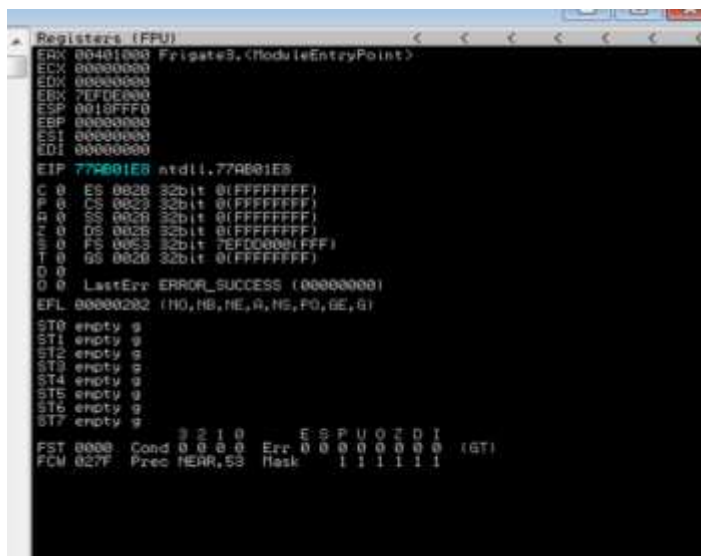 Registers (FPU) < < < < < < <
EAX 00401000 Frigate3.<ModuleEntryPoint>
ECX 00000000
EDX 00000000
EBX 7EFDE000
ESP 0018FFF0
EBP 00000000
ESI 00000000
EDI 00000000
EIP 77AB01E8 ntdll.77AB01E8
C 0 ES 002B 32bit 0(FFFFFFFF)
P 0 CS 0023 32bit 0(FFFFFFFF)
A 0 SS 002B 32bit 0(FFFFFFFF)
Z 0 DS 002B 32bit 0(FFFFFFFF)
S 0 FS 0053 32bit 7EFDD000(FFF)
T 0 GS 002B 32bit 0(FFFFFFFF)
D 0
O 0 LastErr ERROR_SUCCESS (00000000)
EFL 00000202 (NO,NB,NE,A,NS,PO,GE,G)
ST0 empty g
ST1 empty g
ST2 empty g
ST3 empty g
ST4 empty g
ST5 empty g
ST6 empty g
ST7 empty g
3 2 1 0 E S P U O Z D I
FST 0000 Cond 0 0 0 0 Err 0 0 0 0 0 0 0 0 (GT)
FCW 027F Prec NEAR,53 Mask 1 1 1 1 1 1